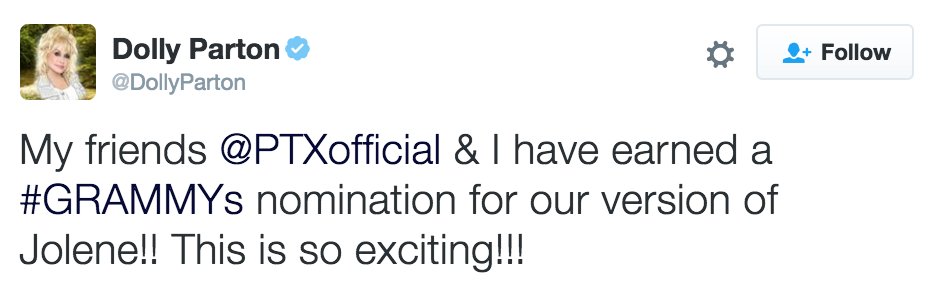 Dolly Parton
@DollyParton
Follow
My friends @PTXofficial & I have earned a
#GRAMMYs nomination for our version of
Jolene!! This is so exciting!!!